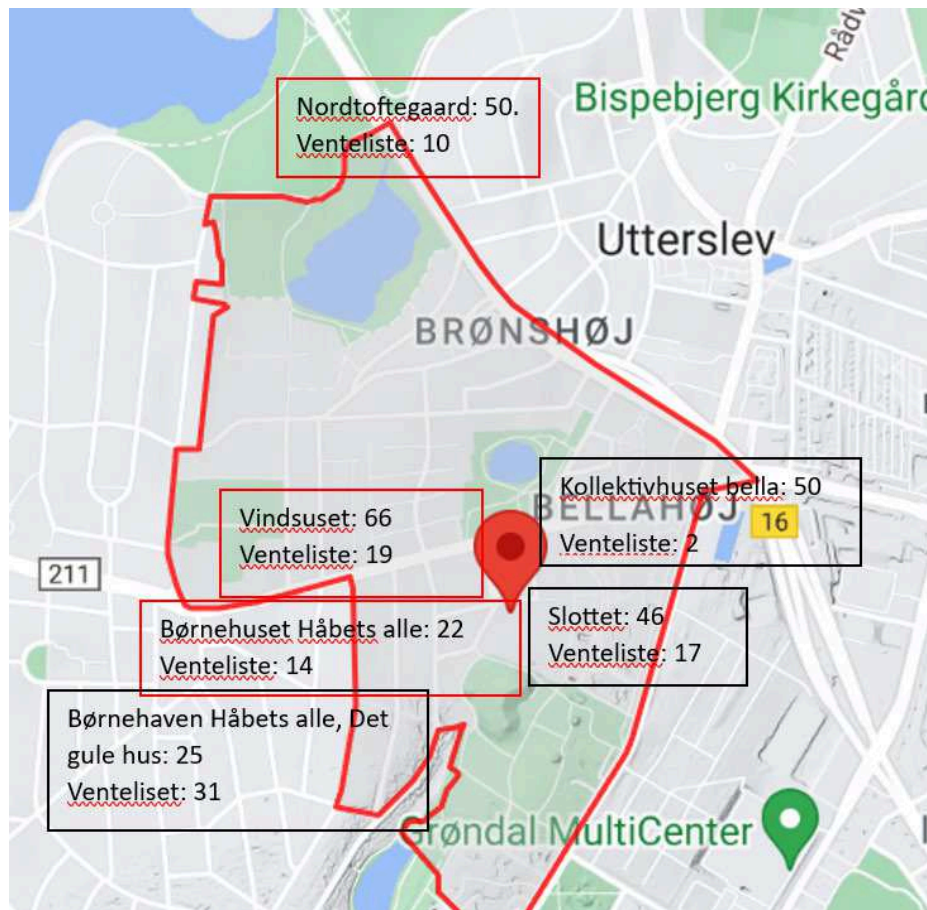 Rådv
Nordtoftegaard: 50.
Venteliste: 10
Bispebjerg Kirkegård
Utterslev
BRØNSHØJ
Kollektivhuset bella: 50
BELLAHØJ
16
Venteliste: 2
Vindsuset: 66
Venteliste: 19
211
Børnehuset Håbets alle: 22
Venteliste: 14
Slottet: 46
Venteliste: 17
Børnehaven Håbets alle, Det
gule hus: 25
Venteliset: 31
Grøndal MultiCenter